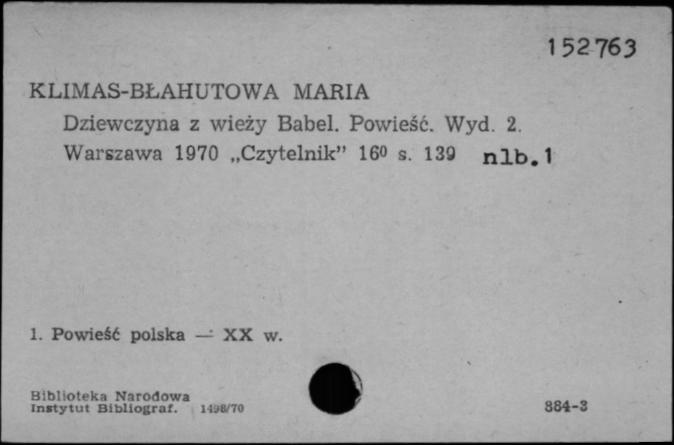 152763
KLIMAS-BŁAHUTOWA MARIA
Dziewczyna z wieży Babel. Powieść. Wyd. 2.
Warszawa 1970 „Czytelnik” 16⁰ s. 139 nlb.1
1. Powieść polska — XX w.
Biblioteka Narodowa
Instytut Bibliograf. 1498/70
884-3